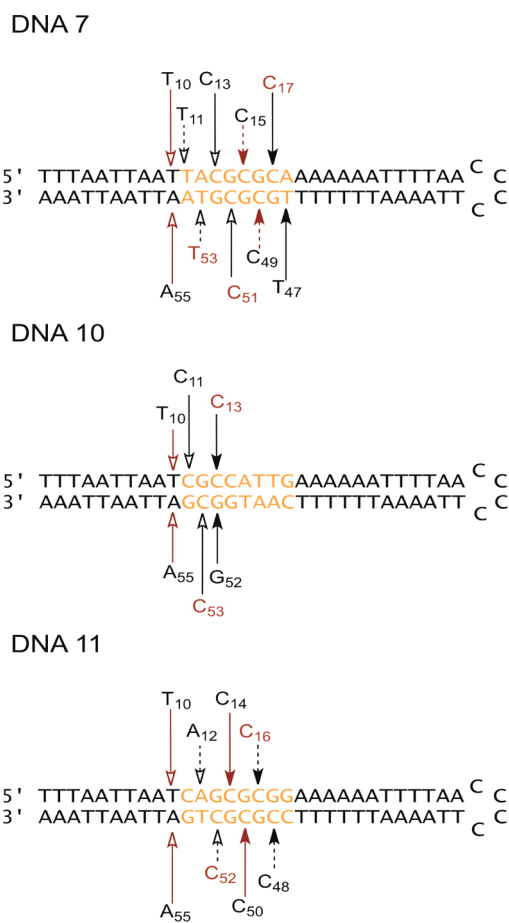 DNA 7
T10 C13 C17
T11 C15
5' TTTAATTAATTACGCGCAAAAAAATTTTAA C C
3' AAATTAATTAATGCGCGTTTTTTTAAAATT C C
T53 C49
A55 C51 T47
DNA 10
C11
T10 C13
5' TTTAATTAATCGCCATTGAAAAAATTTTAA C C
3' AAATTAATTAGCGGTAACTTTTTTAAAATT C C
A55 G52
C53
DNA 11
T10 C14
A12 C16
5' TTTAATTAATCAGCGCGGAAAAAATTTTAA C C
3' AAATTAATTAGTCGCGCCTTTTTTAAAATT C C
C52 C48
A55 C50